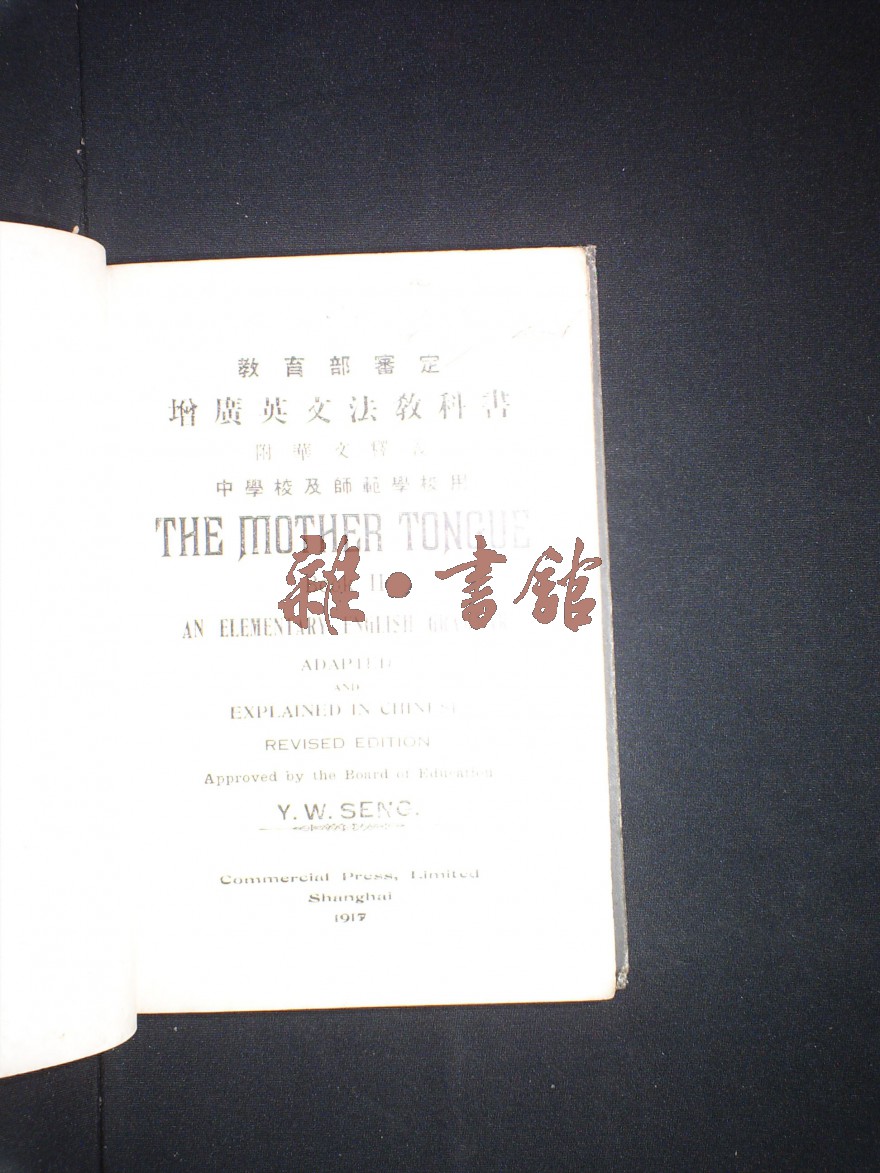 教育部審定
增廣英文法教科書
附華文釋
中學校及師範學校用
THE MOTHER TONGUE
II
雜・書館
AN ELEMENTARY ENGLISH
ADAPTED
AND
EXPLAINED IN CHINESE
REVISED EDITION
Approved by the Board of Education
Y. W. SENG.
Commercial Press, Limited
Shanghai
1917